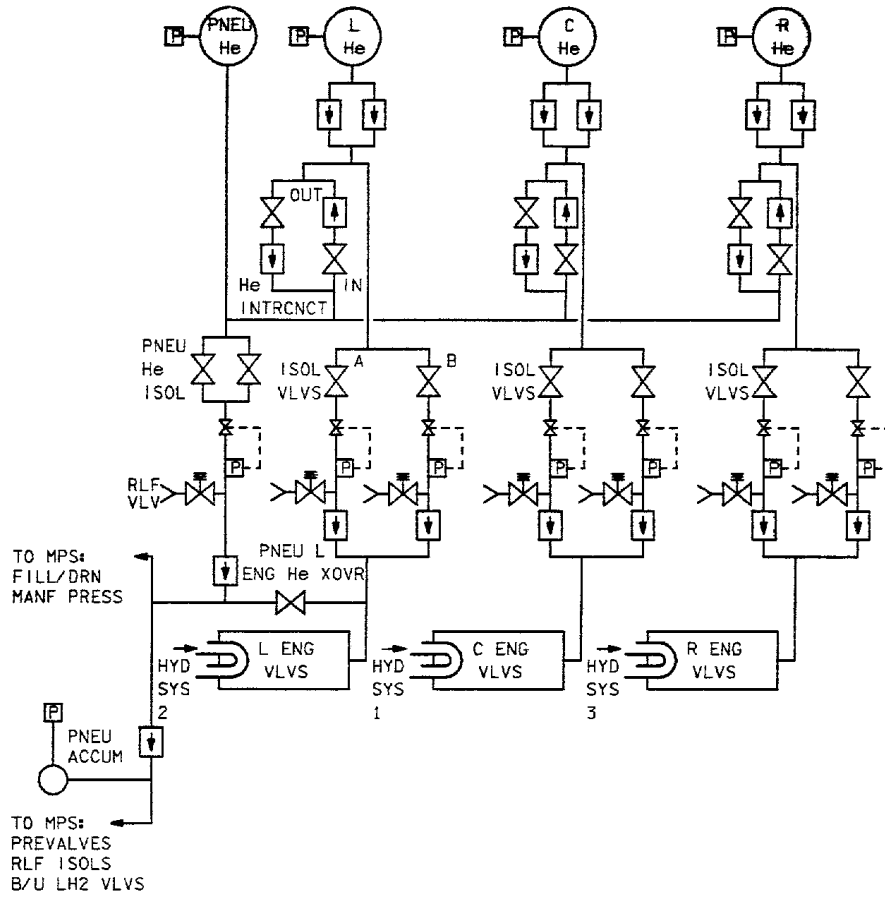 P
PNEU
He
P
L
He
P
C
He
P
R
He
OUT
He
IN
INTRCNCT
PNEU
He
ISOL
A
B
ISOL
VLVS
ISOL
VLVS
ISOL
VLVS
P
P
P
P
P
P
P
RLF
VLV
TO MPS:
FILL/DRN
MANF PRESS
PNEU L
ENG He XOVR
L ENG
VLVS
HYD
SYS
2
C ENG
VLVS
HYD
SYS
1
R ENG
VLVS
HYD
SYS
3
P
PNEU
ACCUM
TO MPS:
PREVALVES
RLF ISOLS
B/U LH2 VLVS